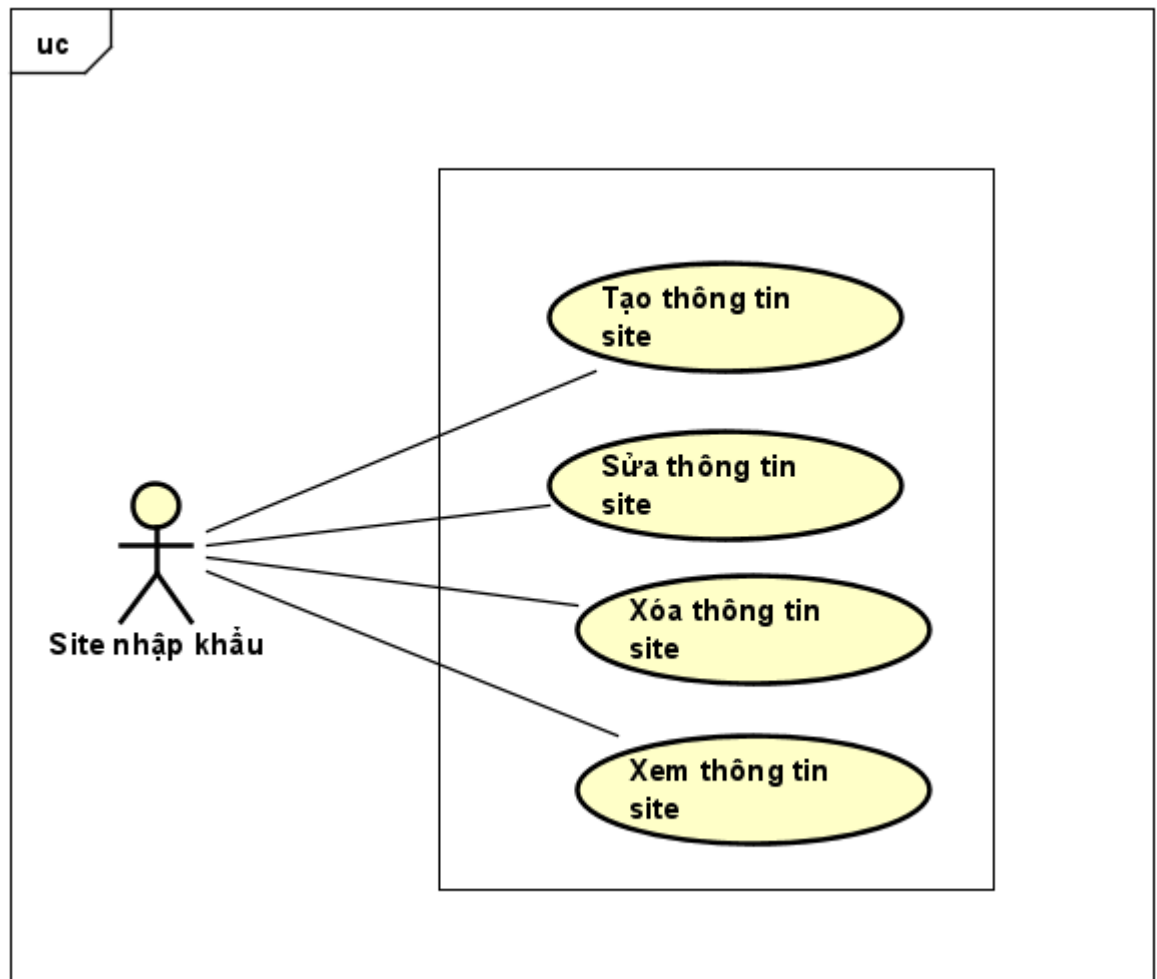 uc
Tạo thông tin
site
Sửa thông tin
site
Site nhập khẩu
Xóa thông tin
site
Xem thông tin
site